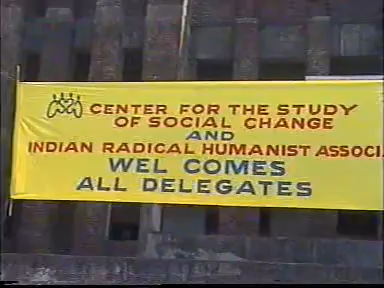 CENTER FOR THE STUDY
OF SOCIAL CHANGE
AND
INDIAN RADICAL HUMANIST ASSOCI
WEL COMES
ALL DELEGATES